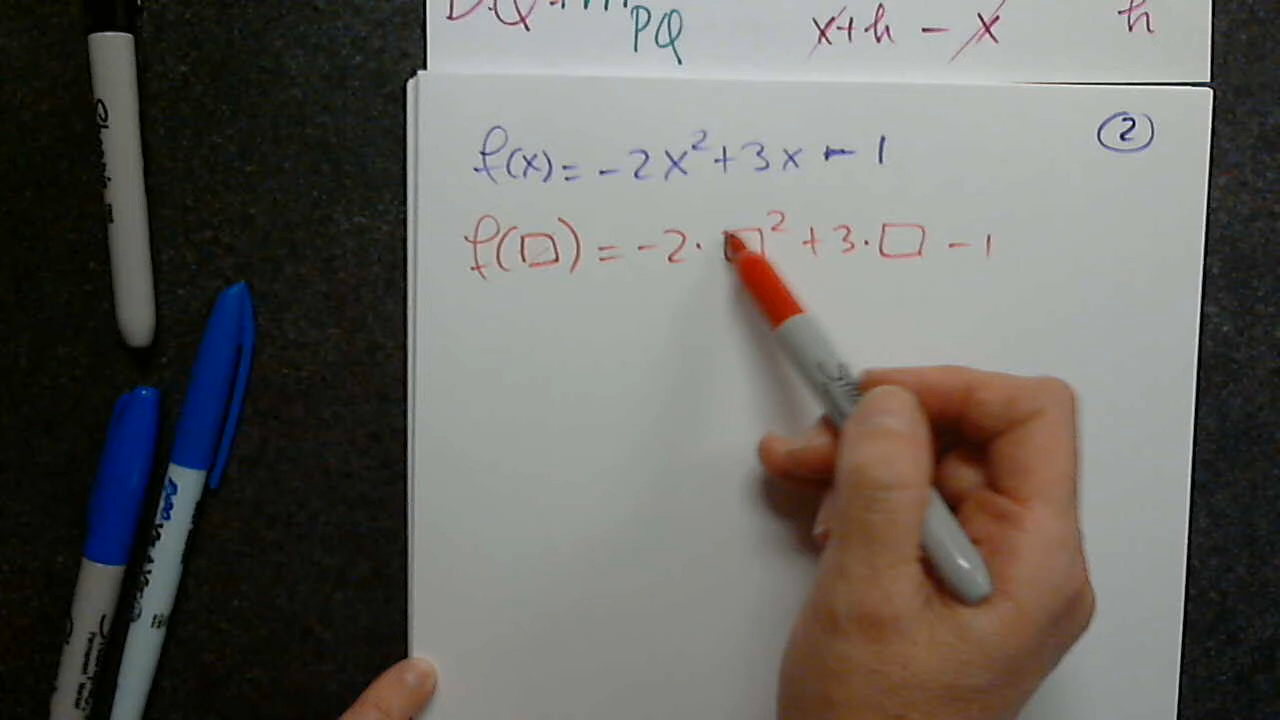 PQ x+h - x h
2
f(x) = -2x²+3x - 1
f(□) = -2·□² +3·□ -1